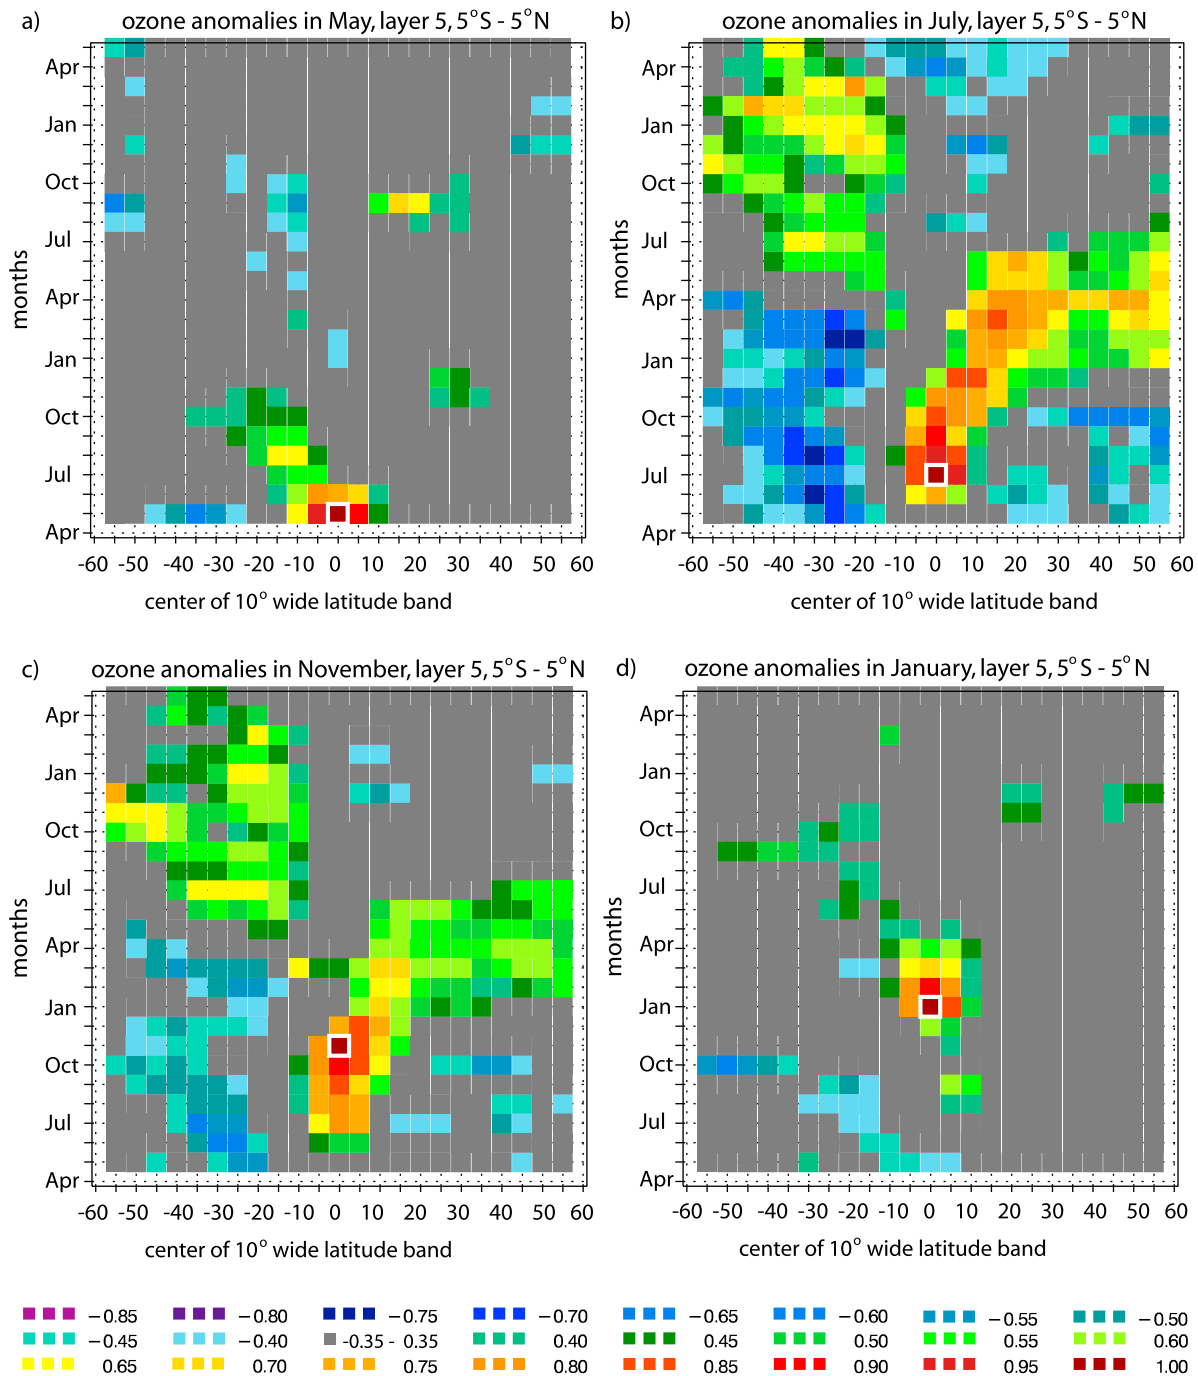 a) ozone anomalies in May, layer 5, 5°S - 5°N
b) ozone anomalies in July, layer 5, 5°S - 5°N
months
Apr
Jan
Oct
Jul
Apr
Jan
Oct
Jul
Apr
-60 -40 -30 -20 -10 0 10 20 30 40 50 60
center of 10° wide latitude band
months
Apr
Jan
Oct
Jul
Apr
Jan
Oct
Jul
Apr
-60 -40 -30 -20 -10 0 10 20 30 40 50 60
center of 10° wide latitude band
c) ozone anomalies in November, layer 5, 5°S - 5°N
d) ozone anomalies in January, layer 5, 5°S - 5°N
months
Apr
Jan
Oct
Jul
Apr
Jan
Oct
Jul
Apr
-60 -40 -30 -20 -10 0 10 20 30 40 50 60
center of 10° wide latitude band
months
Apr
Jan
Oct
Jul
Apr
Jan
Oct
Jul
Apr
-60 -40 -30 -20 -10 0 10 20 30 40 50 60
center of 10° wide latitude band
−0.85 −0.80 −0.75 −0.70 −0.65 −0.60 −0.55 −0.50
−0.45 −0.40 -0.35 - 0.35 0.40 0.45 0.50 0.55 0.60
0.65 0.70 0.75 0.80 0.85 0.90 0.95 1.00